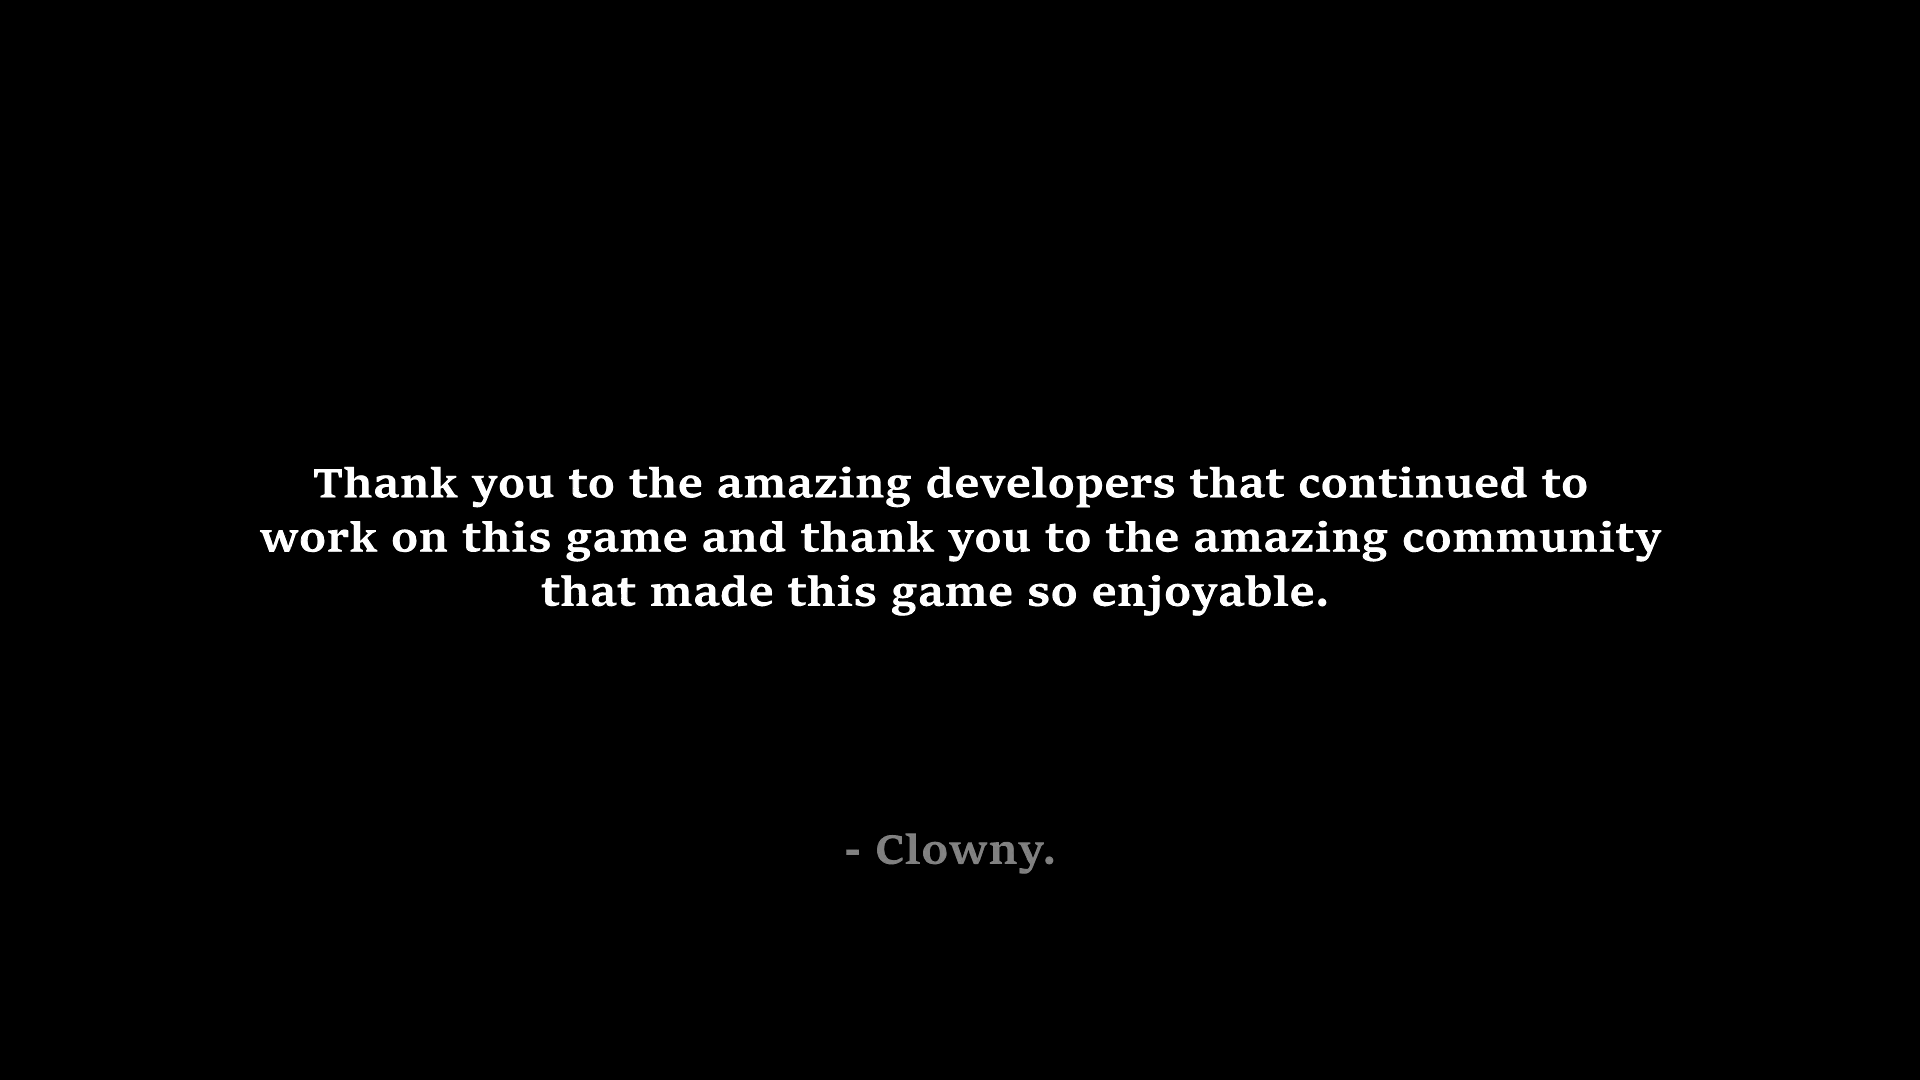 Thank you to the amazing developers that continued to
work on this game and thank you to the amazing community
that made this game so enjoyable.
- Clowny.